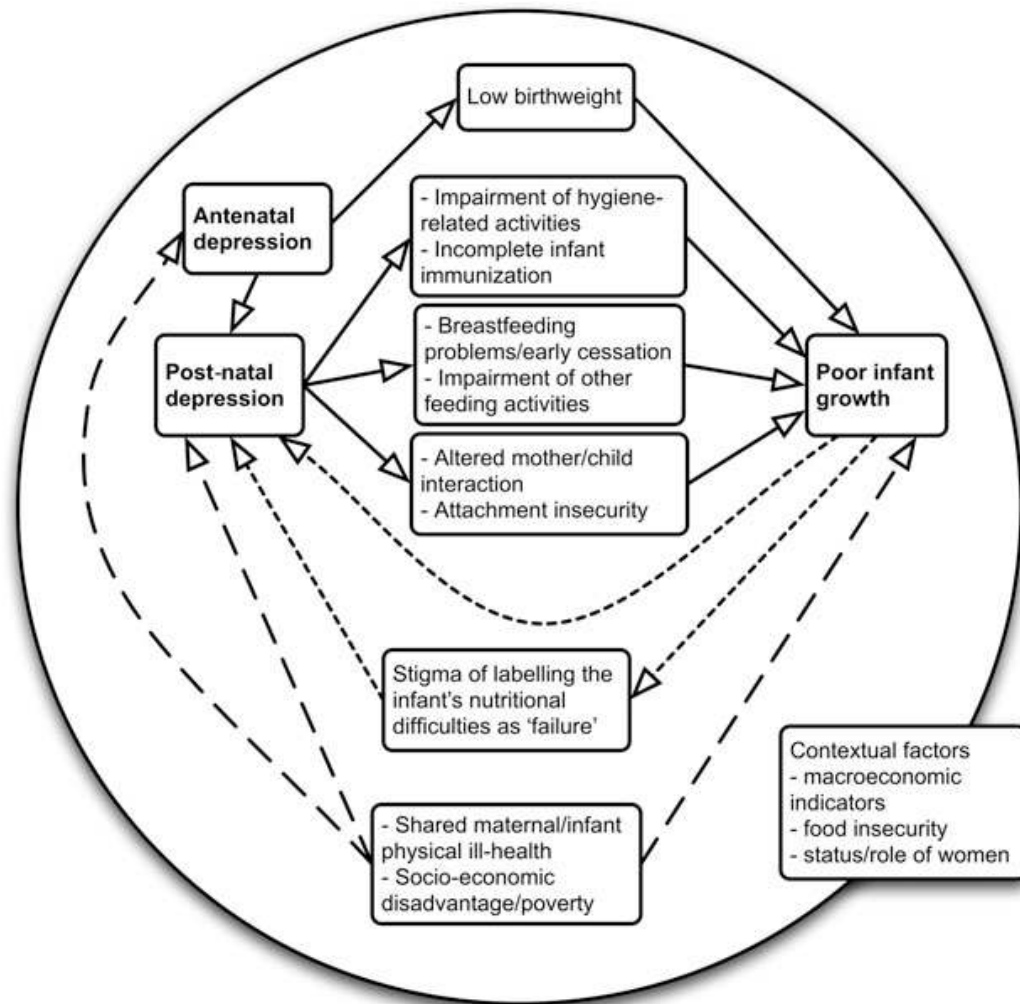 Low birthweight
Antenatal
depression
- Impairment of hygiene-
related activities
- Incomplete infant
immunization
Post-natal
depression
- Breastfeeding
problems/early cessation
- Impairment of other
feeding activities
Poor infant
growth
- Altered mother/child
interaction
- Attachment insecurity
Stigma of labelling the
infant’s nutritional
difficulties as ‘failure’
Contextual factors
- macroeconomic
indicators
- food insecurity
- status/role of women
- Shared maternal/infant
physical ill-health
- Socio-economic
disadvantage/poverty